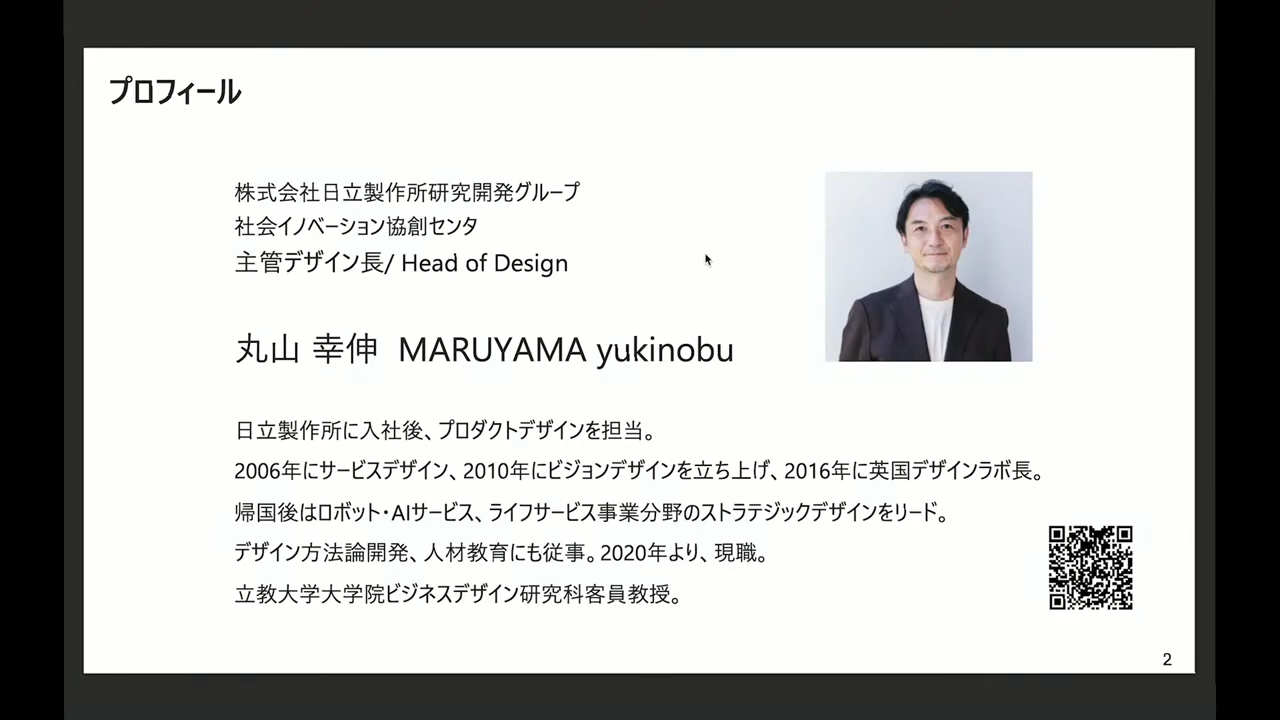 プロフィール
株式会社日立製作所研究開発グループ
社会イノベーション協創センタ
主管デザイン長/ Head of Design
丸山 幸伸 MARUYAMA yukinobu
日立製作所に入社後、プロダクトデザインを担当。
2006年にサービスデザイン、2010年にビジョンデザインを立ち上げ、2016年に英国デザインラボ長。
帰国後はロボット・AIサービス、ライフサービス事業分野のストラテジックデザインをリード。
デザイン方法論開発、人材教育にも従事。2020年より、現職。
立教大学大学院ビジネスデザイン研究科客員教授。
2